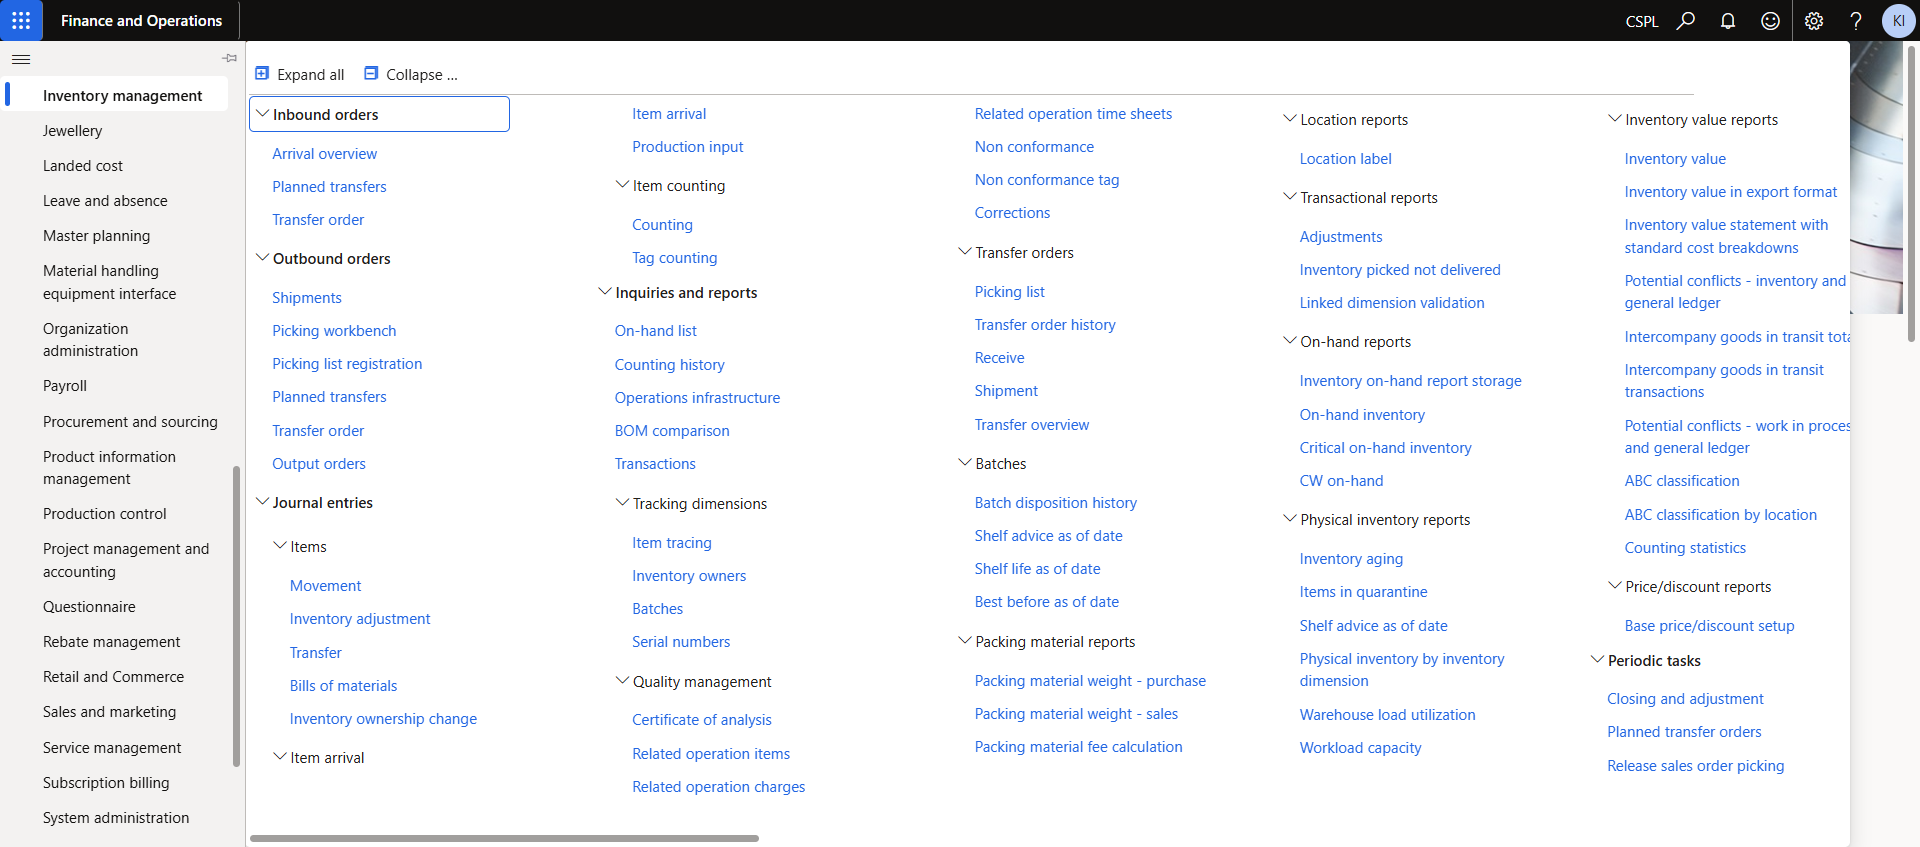 Finance and Operations
CSPL
KI
Inventory management
Jewellery
Landed cost
Leave and absence
Master planning
Material handling
equipment interface
Organization
administration
Payroll
Procurement and sourcing
Product information
management
Production control
Project management and
accounting
Questionnaire
Rebate management
Retail and Commerce
Sales and marketing
Service management
Subscription billing
System administration
Expand all
Collapse ...
Inbound orders
Arrival overview
Planned transfers
Transfer order
Outbound orders
Shipments
Picking workbench
Picking list registration
Planned transfers
Transfer order
Output orders
Journal entries
Items
Movement
Inventory adjustment
Transfer
Bills of materials
Inventory ownership change
Item arrival
Item arrival
Production input
Item counting
Counting
Tag counting
Inquiries and reports
On-hand list
Counting history
Operations infrastructure
BOM comparison
Transactions
Tracking dimensions
Item tracing
Inventory owners
Batches
Serial numbers
Quality management
Certificate of analysis
Related operation items
Related operation charges
Related operation time sheets
Non conformance
Non conformance tag
Corrections
Transfer orders
Picking list
Transfer order history
Receive
Shipment
Transfer overview
Batches
Batch disposition history
Shelf advice as of date
Shelf life as of date
Best before as of date
Packing material reports
Packing material weight - purchase
Packing material weight - sales
Packing material fee calculation
Location reports
Location label
Transactional reports
Adjustments
Inventory picked not delivered
Linked dimension validation
On-hand reports
Inventory on-hand report storage
On-hand inventory
Critical on-hand inventory
CW on-hand
Physical inventory reports
Inventory aging
Items in quarantine
Shelf advice as of date
Physical inventory by inventory
dimension
Warehouse load utilization
Workload capacity
Inventory value reports
Inventory value
Inventory value in export format
Inventory value statement with
standard cost breakdowns
Potential conflicts - inventory and
general ledger
Intercompany goods in transit tota
Intercompany goods in transit
transactions
Potential conflicts - work in proces
and general ledger
ABC classification
ABC classification by location
Counting statistics
Price/discount reports
Base price/discount setup
Periodic tasks
Closing and adjustment
Planned transfer orders
Release sales order picking